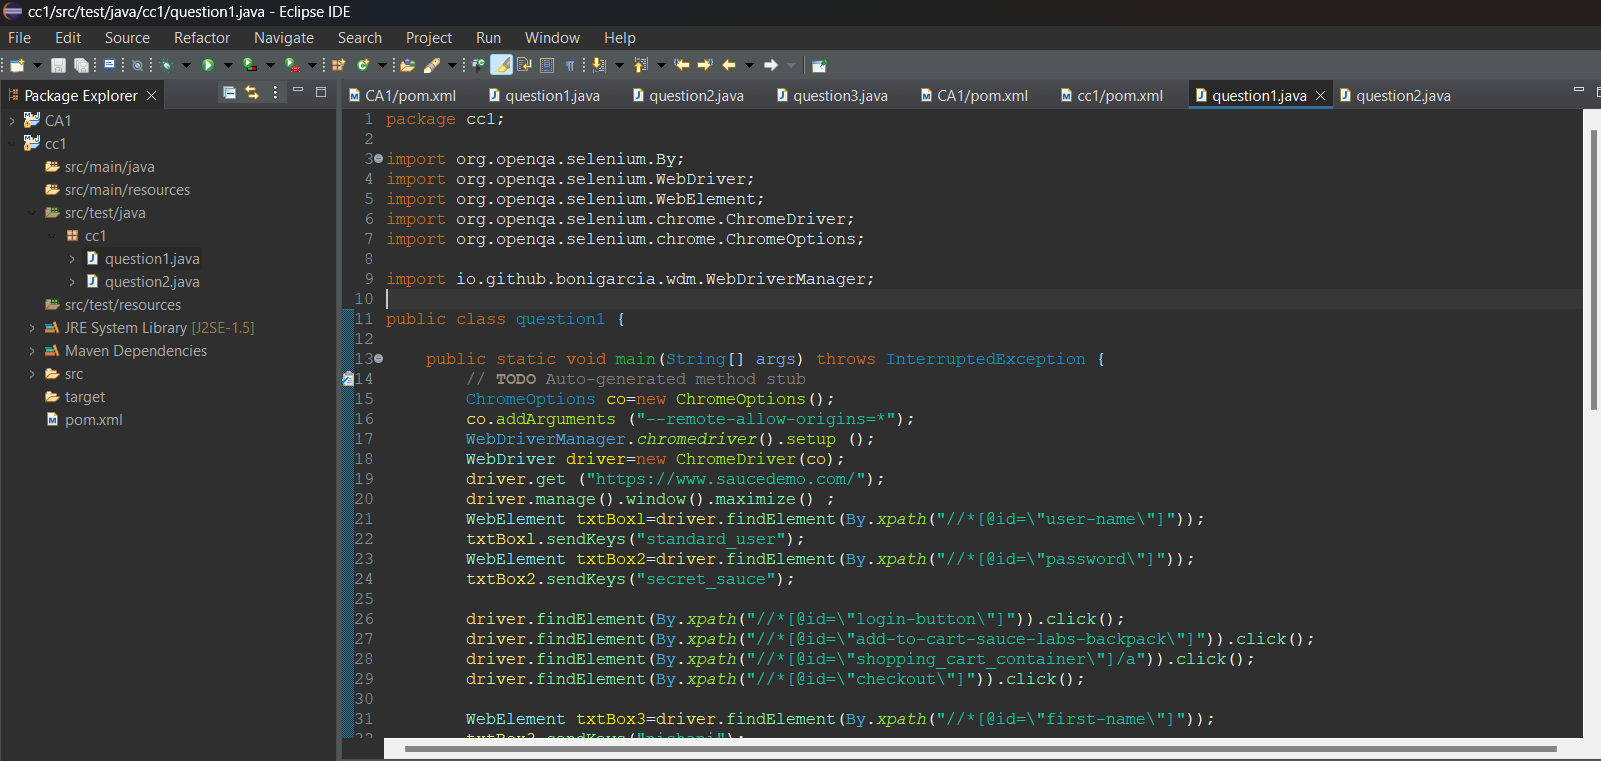 cc1/src/test/java/cc1/question1.java - Eclipse IDE
File Edit Source Refactor Navigate Search Project Run Window Help
Package Explorer
CA1/pom.xml question1.java question2.java question3.java CA1/pom.xml cc1/pom.xml question1.java question2.java
CA1
cc1
src/main/java
src/main/resources
src/test/java
cc1
question1.java
question2.java
src/test/resources
JRE System Library [J2SE-1.5]
Maven Dependencies
src
target
pom.xml
1 package cc1;
2
3 import org.openqa.selenium.By;
4 import org.openqa.selenium.WebDriver;
5 import org.openqa.selenium.WebElement;
6 import org.openqa.selenium.chrome.ChromeDriver;
7 import org.openqa.selenium.chrome.ChromeOptions;
8
9 import io.github.bonigarcia.wdm.WebDriverManager;
10
11 public class question1 {
12
13 public static void main(String[] args) throws InterruptedException {
14 // TODO Auto-generated method stub
15 ChromeOptions co=new ChromeOptions();
16 co.addArguments ("--remote-allow-origins=*");
17 WebDriverManager.chromedriver().setup ();
18 WebDriver driver=new ChromeDriver(co);
19 driver.get ("https://www.saucedemo.com/");
20 driver.manage().window().maximize() ;
21 WebElement txtBox1=driver.findElement(By.xpath("//*[@id=\"user-name\"]"));
22 txtBox1.sendKeys("standard_user");
23 WebElement txtBox2=driver.findElement(By.xpath("//*[@id=\"password\"]"));
24 txtBox2.sendKeys("secret_sauce");
25
26 driver.findElement(By.xpath("//*[@id=\"login-button\"]")).click();
27 driver.findElement(By.xpath("//*[@id=\"add-to-cart-sauce-labs-backpack\"]")).click();
28 driver.findElement(By.xpath("//*[@id=\"shopping_cart_container\"]/a")).click();
29 driver.findElement(By.xpath("//*[@id=\"checkout\"]")).click();
30
31 WebElement txtBox3=driver.findElement(By.xpath("//*[@id=\"first-name\"]"));